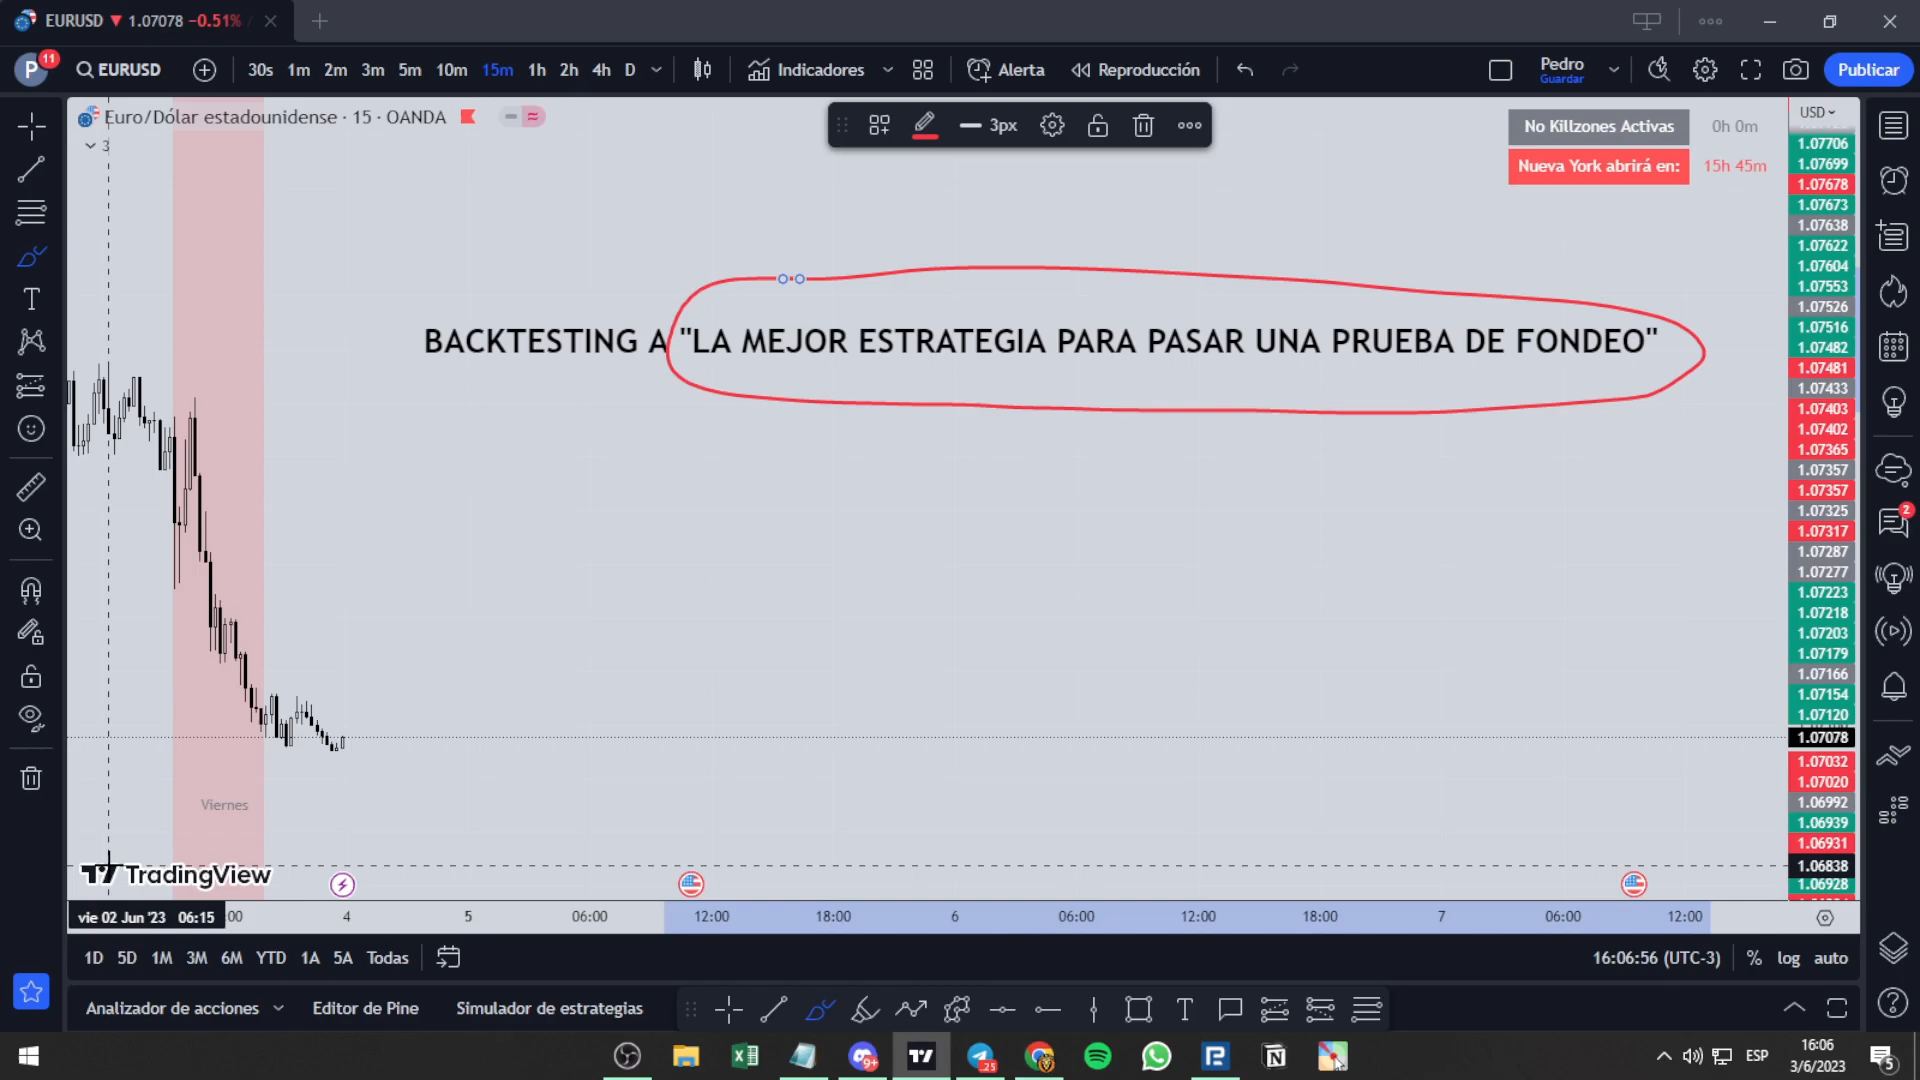 EURUSD ▼ 1.07078 −0.51%
P 11 EURUSD 30s 1m 2m 3m 5m 10m 15m 1h 2h 4h D Indicadores Alerta Reproducción Pedro Guardar Publicar
Euro/Dólar estadounidense · 15 · OANDA
3
3px
No Killzones Activas 0h 0m
Nueva York abrirá en: 15h 45m
USD
BACKTESTING A "LA MEJOR ESTRATEGIA PARA PASAR UNA PRUEBA DE FONDEO"
1.07706
1.07699
1.07678
1.07673
1.07638
1.07622
1.07604
1.07553
1.07526
1.07516
1.07482
1.07481
1.07433
1.07403
1.07402
1.07365
1.07357
1.07357
1.07325
1.07317
1.07287
1.07277
1.07223
1.07218
1.07203
1.07179
1.07166
1.07154
1.07120
1.07078
1.07032
1.07020
1.06992
1.06939
1.06931
1.06838
1.06928
2
Viernes
TradingView
vie 02 Jun '23 06:15 :00 4 5 06:00 12:00 18:00 6 06:00 12:00 18:00 7 06:00 12:00
1D 5D 1M 3M 6M YTD 1A 5A Todas 16:06:56 (UTC-3) % log auto
Analizador de acciones Editor de Pine Simulador de estrategias
9+ 25 ESP 16:06
3/6/2023 5